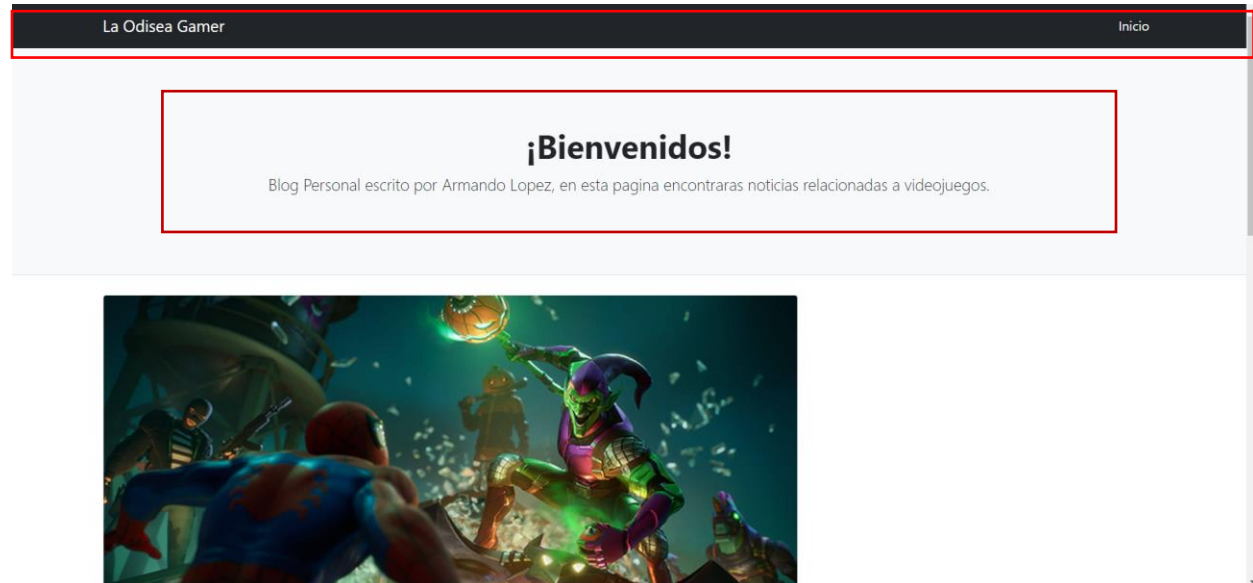 La Odisea Gamer Inicio
¡Bienvenidos!
Blog Personal escrito por Armando Lopez, en esta pagina encontraras noticias relacionadas a videojuegos.